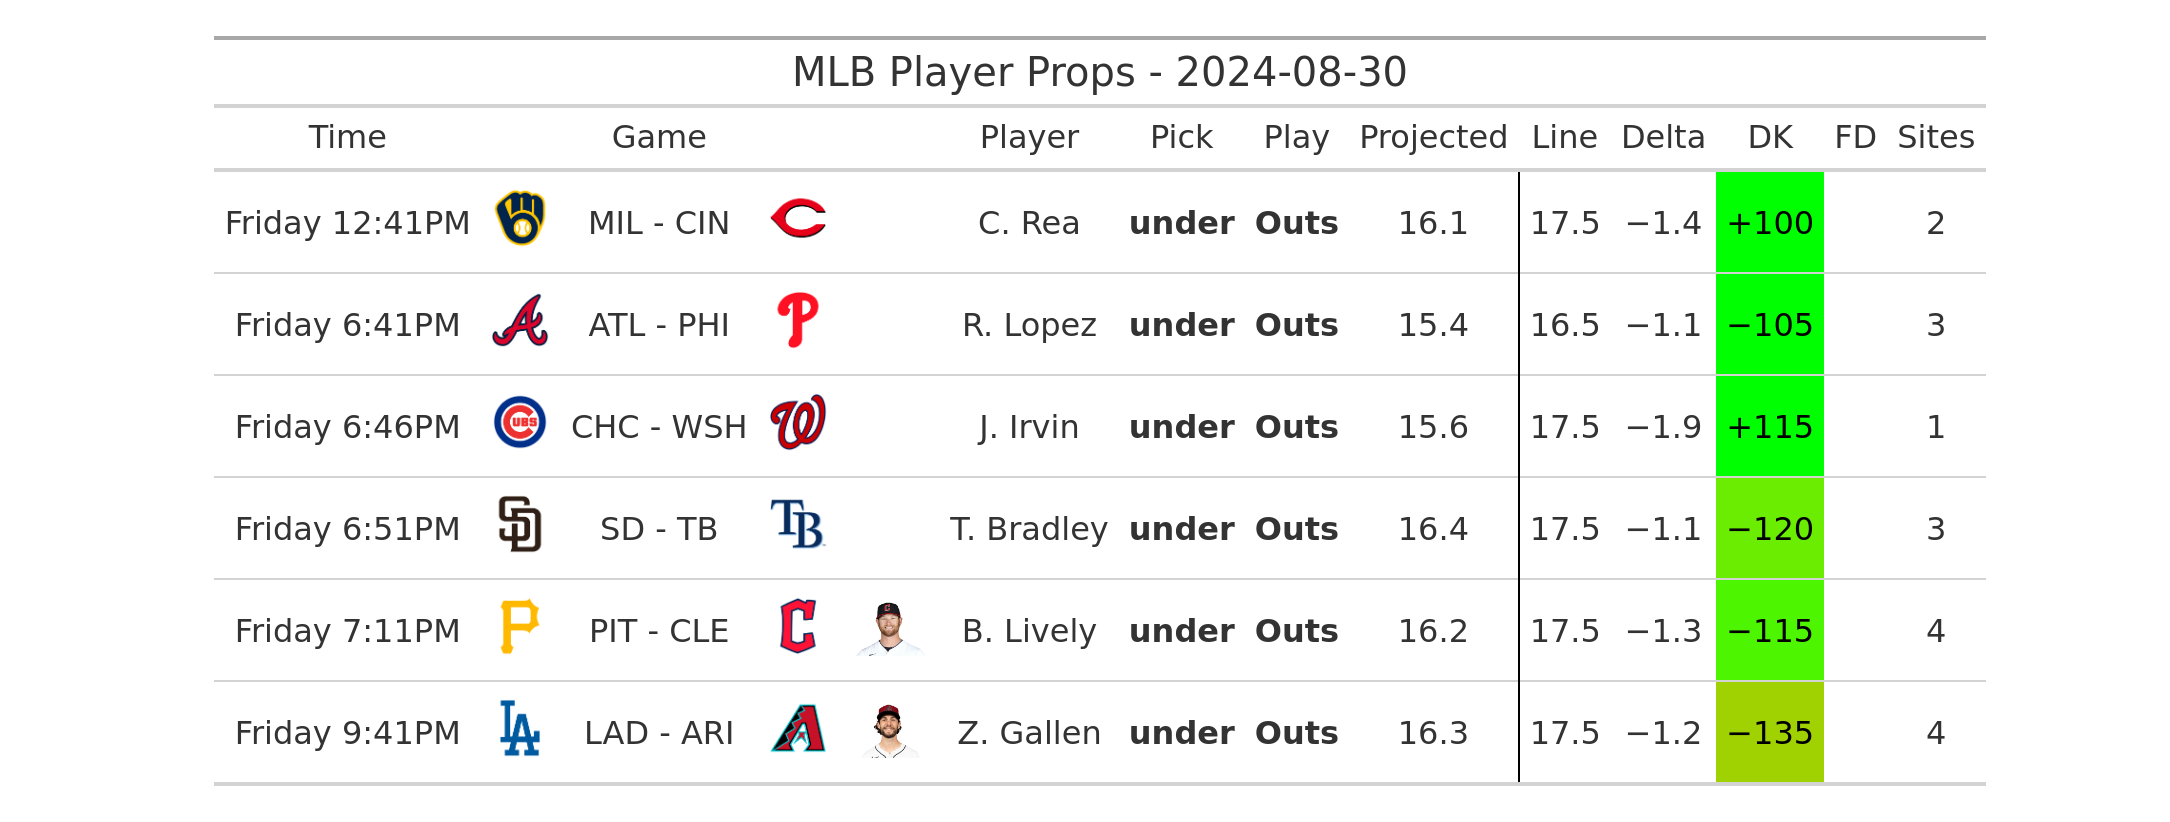 MLB Player Props - 2024-08-30
Time Game Player Pick Play Projected Line Delta DK FD Sites
Friday 12:41PM MIL - CIN C. Rea under Outs 16.1 17.5 −1.4 +100 2
Friday 6:41PM ATL - PHI R. Lopez under Outs 15.4 16.5 −1.1 −105 3
Friday 6:46PM CUBS CHC - WSH W J. Irvin under Outs 15.6 17.5 −1.9 +115 1
Friday 6:51PM SD SD - TB TB T. Bradley under Outs 16.4 17.5 −1.1 −120 3
Friday 7:11PM P PIT - CLE C B. Lively under Outs 16.2 17.5 −1.3 −115 4
Friday 9:41PM LA LAD - ARI A Z. Gallen under Outs 16.3 17.5 −1.2 −135 4